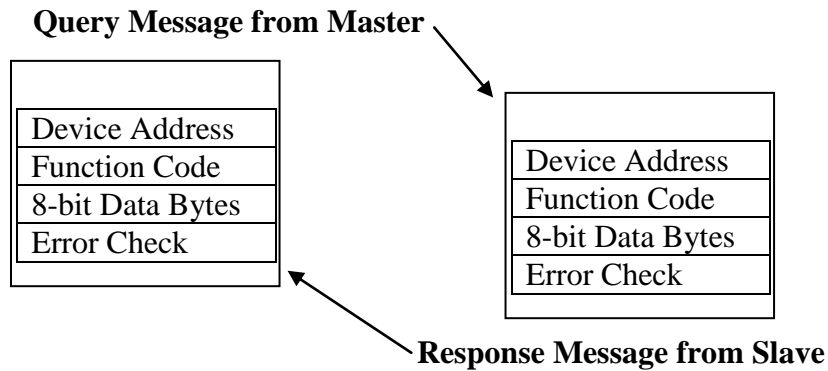 Query Message from Master
Device Address
Function Code
8-bit Data Bytes
Error Check
Device Address
Function Code
8-bit Data Bytes
Error Check
Response Message from Slave